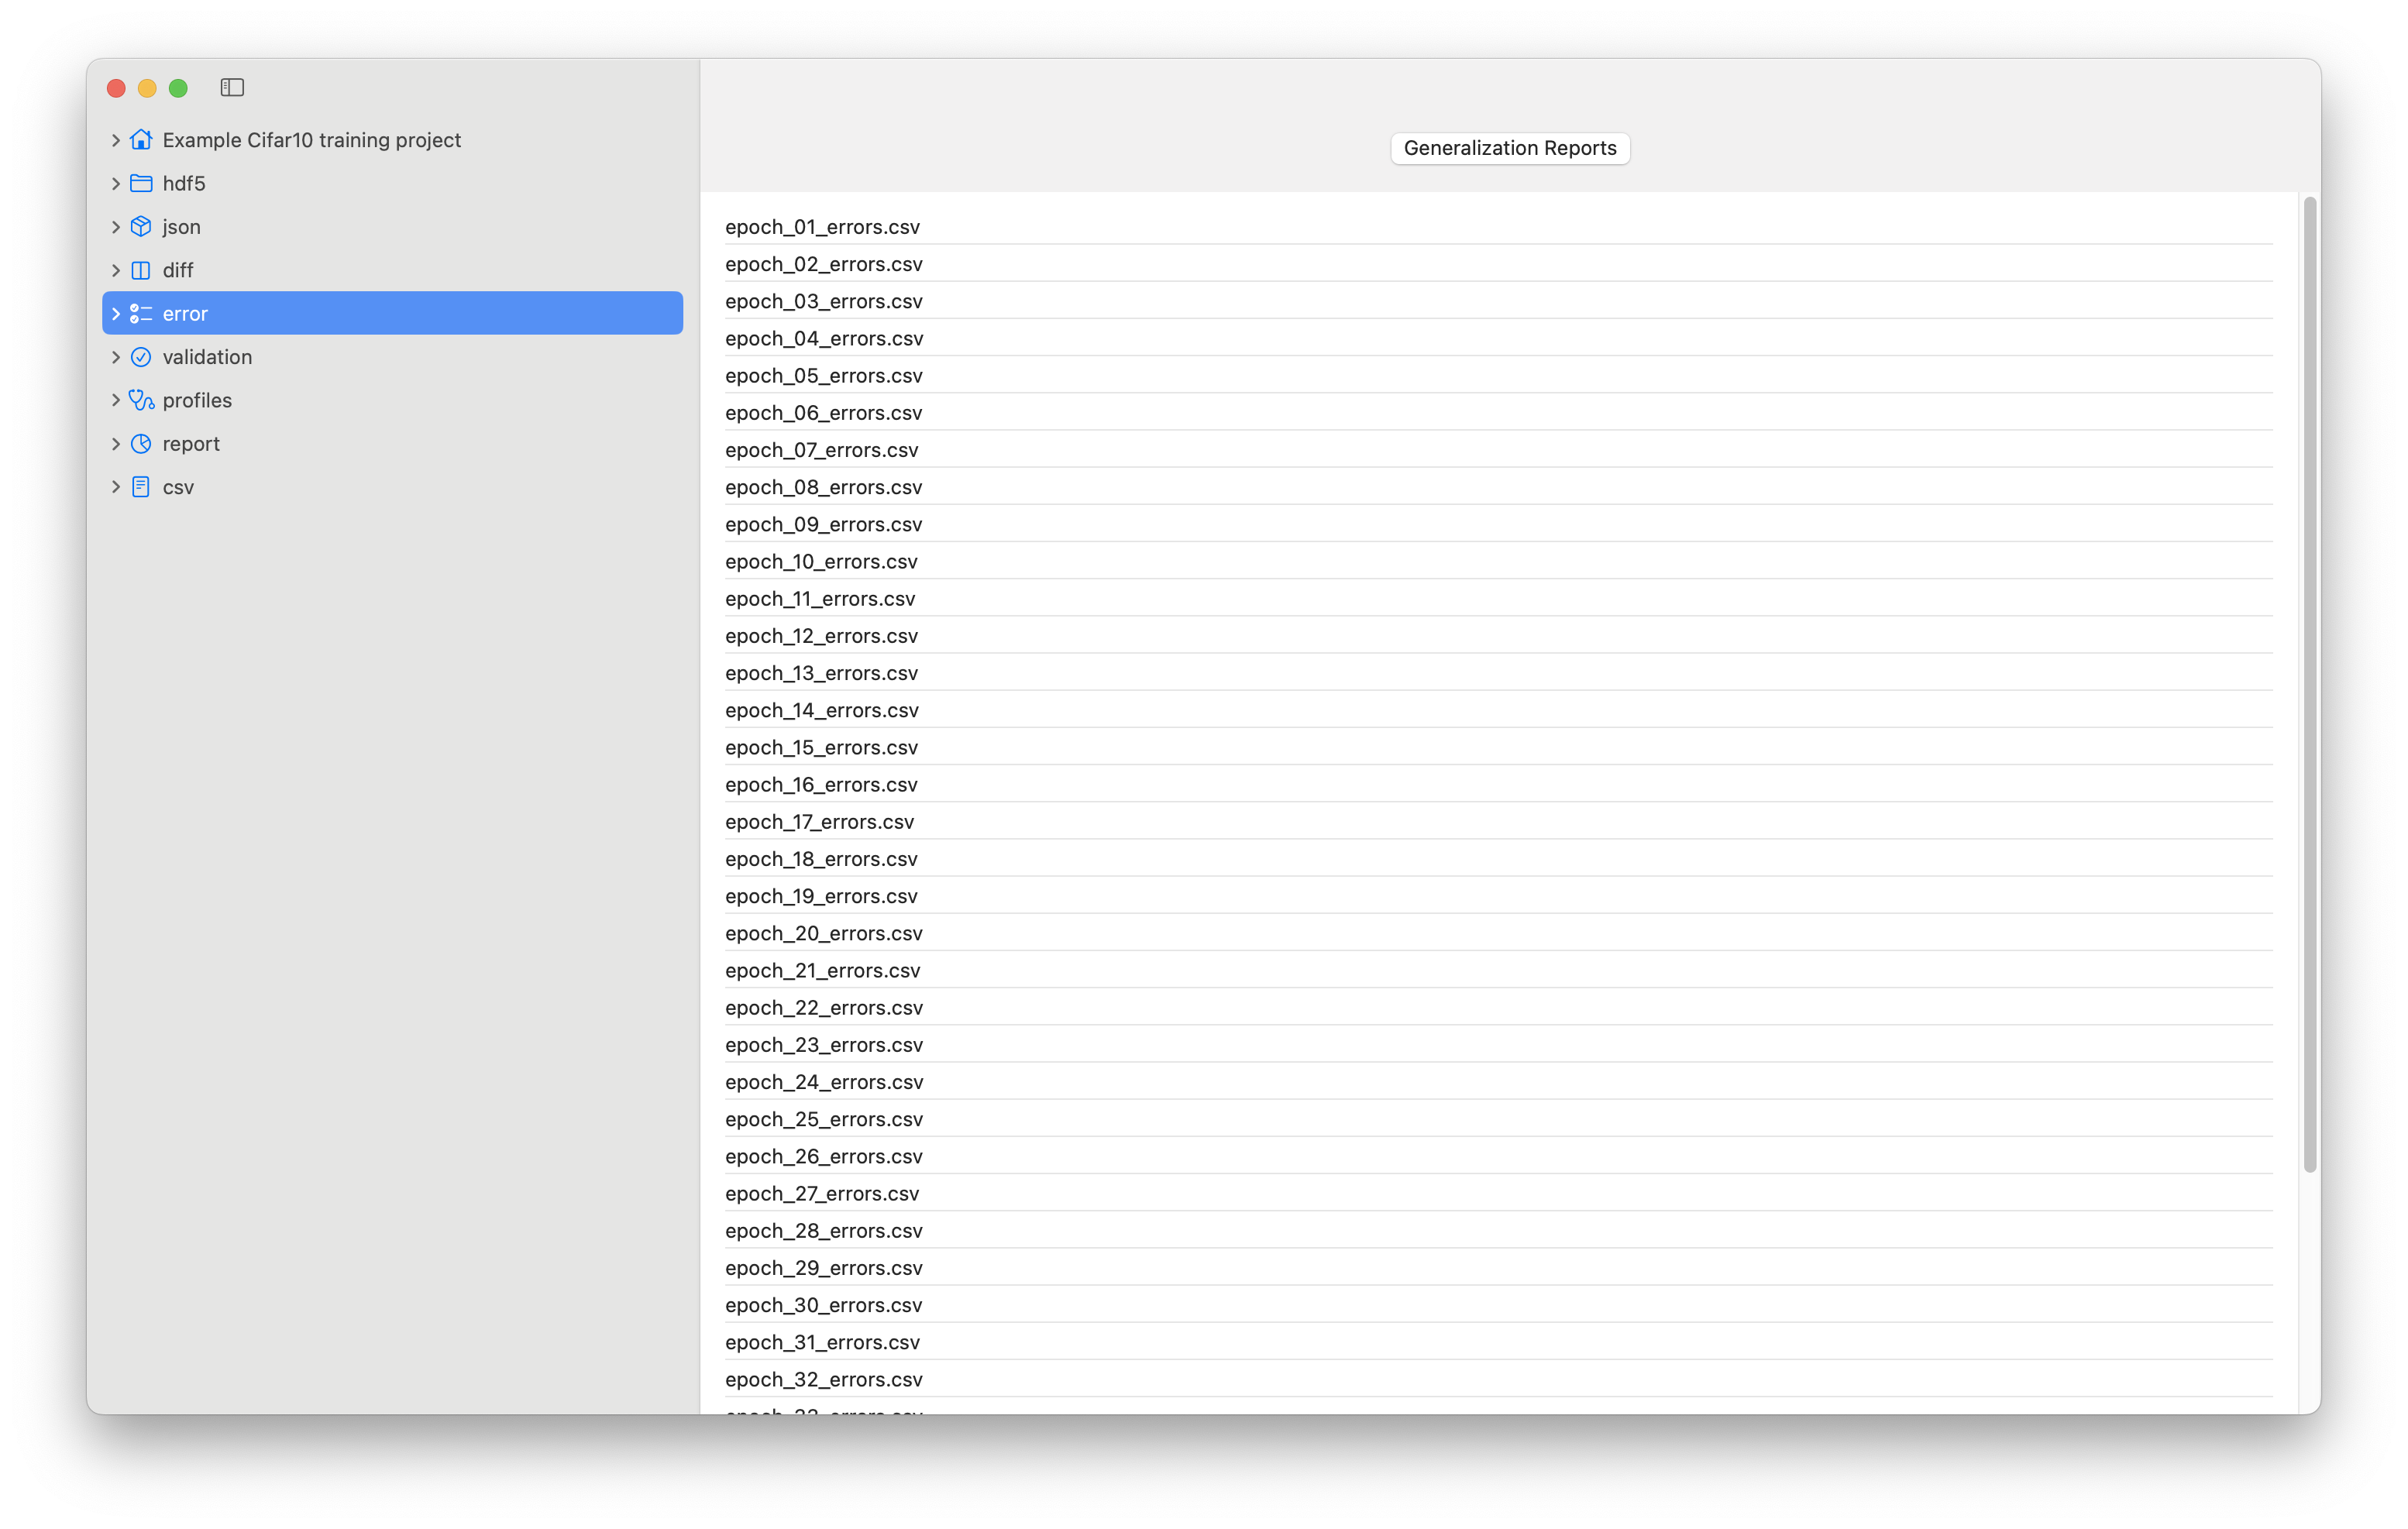 Example Cifar10 training project
hdf5
json
diff
error
validation
profiles
report
csv
Generalization Reports
epoch_01_errors.csv
epoch_02_errors.csv
epoch_03_errors.csv
epoch_04_errors.csv
epoch_05_errors.csv
epoch_06_errors.csv
epoch_07_errors.csv
epoch_08_errors.csv
epoch_09_errors.csv
epoch_10_errors.csv
epoch_11_errors.csv
epoch_12_errors.csv
epoch_13_errors.csv
epoch_14_errors.csv
epoch_15_errors.csv
epoch_16_errors.csv
epoch_17_errors.csv
epoch_18_errors.csv
epoch_19_errors.csv
epoch_20_errors.csv
epoch_21_errors.csv
epoch_22_errors.csv
epoch_23_errors.csv
epoch_24_errors.csv
epoch_25_errors.csv
epoch_26_errors.csv
epoch_27_errors.csv
epoch_28_errors.csv
epoch_29_errors.csv
epoch_30_errors.csv
epoch_31_errors.csv
epoch_32_errors.csv